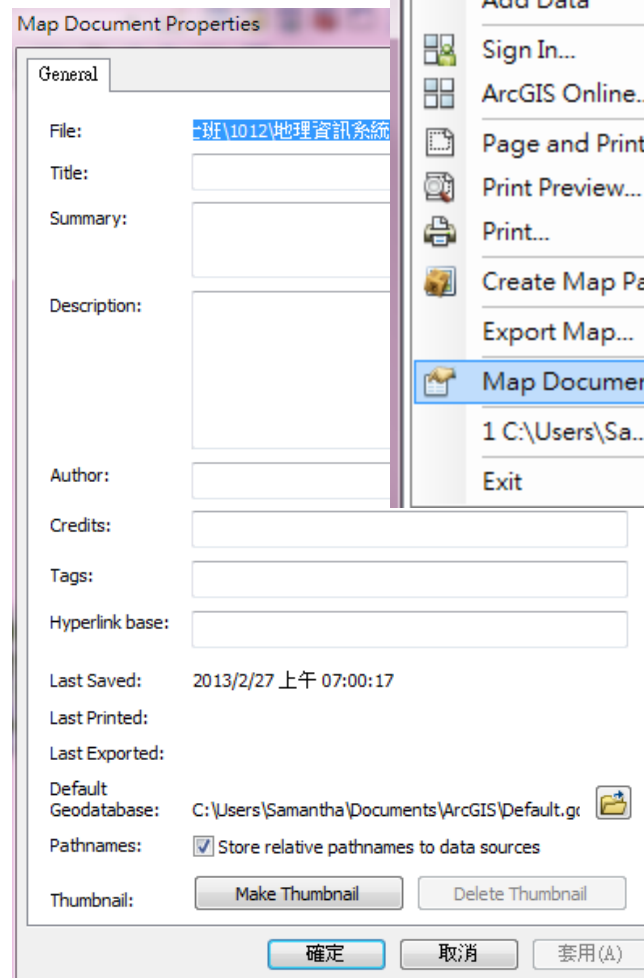 Map Document Properties
General
File:
班\1012\地理資訊系統
Title:
Summary:
Description:
Author:
Credits:
Tags:
Hyperlink base:
Last Saved: 2013/2/27 上午 07:00:17
Last Printed:
Last Exported:
Default
Geodatabase: C:\Users\Samantha\Documents\ArcGIS\Default.gd
Pathnames: Store relative pathnames to data sources
Thumbnail: Make Thumbnail Delete Thumbnail
確定 取消 套用(A)
Add Data
Sign In...
ArcGIS Online..
Page and Print
Print Preview...
Print...
Create Map Pa
Export Map...
Map Documen
1 C:\Users\Sa...
Exit